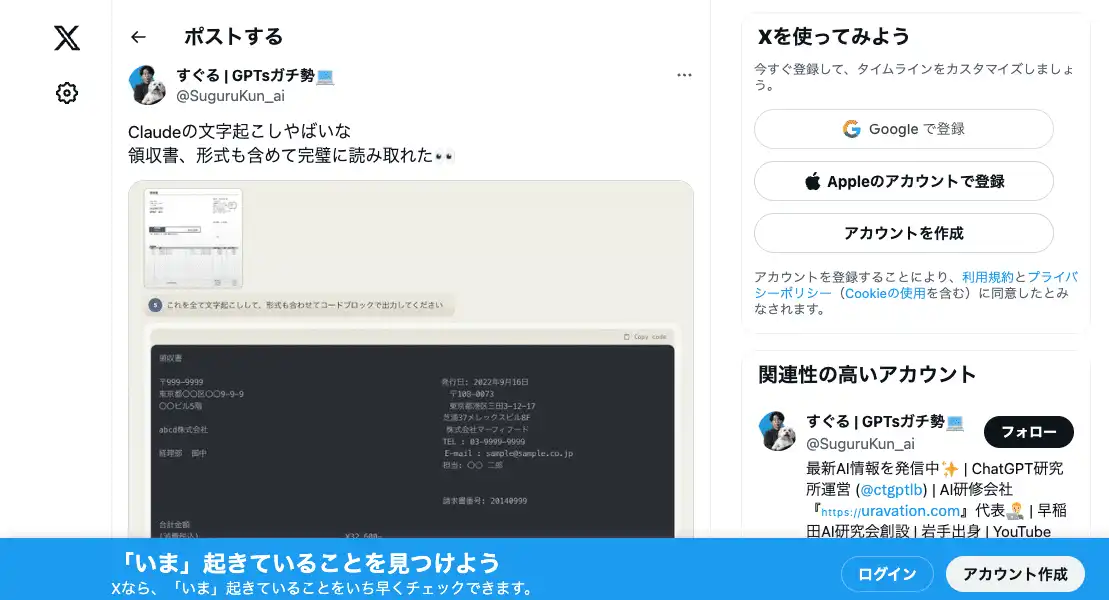 ポストする
すぐる | GPTsガチ勢💻
@SuguruKun_ai
Claudeの文字起こしやばいな
領収書、形式も含めて完璧に読み取れた👀
S これを全て文字起こしして、形式も合わせてコードブロックで出力してください
Copy code
領収書
〒999-9999
東京都〇〇区〇〇9-9-9
〇〇ビル5階
abcd株式会社
経理部 御中
発行日: 2022年9月16日
〒108-0073
東京都港区三田3-12-17
芝浦37メレックスビル8F
株式会社マーフィフード
TEL : 03-9999-9999
E-mail : sample@sample.co.jp
担当: 〇〇 二郎
請求書番号: 20140999
合計金額
(消費税込) ¥32,600-
Xを使ってみよう
今すぐ登録して、タイムラインをカスタマイズしましょ
う。
Google で登録
Appleのアカウントで登録
アカウントを作成
アカウントを登録することにより、利用規約とプライバ
シーポリシー（Cookieの使用を含む）に同意したとみ
なされます。
関連性の高いアカウント
すぐる | GPTsガチ勢💻
@SuguruKun_ai
フォロー
最新AI情報を発信中✨ | ChatGPT研究
所運営 (@ctgptlb) | AI研修会社
『https://uravation.com』代表👨‍💼 | 早稲
田AI研究会創設 | 岩手出身 | YouTube
「いま」起きていることを見つけよう
Xなら、「いま」起きていることをいち早くチェックできます。
ログイン
アカウント作成